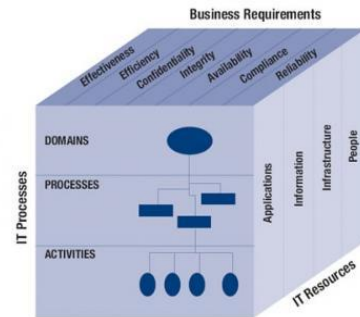 Business Requirements
Effectiveness
Efficiency
Confidentiality
Integrity
Availability
Compliance
Reliability
IT Processes
DOMAINS
PROCESSES
ACTIVITIES
Applications
Information
Infrastructure
People
IT Resources